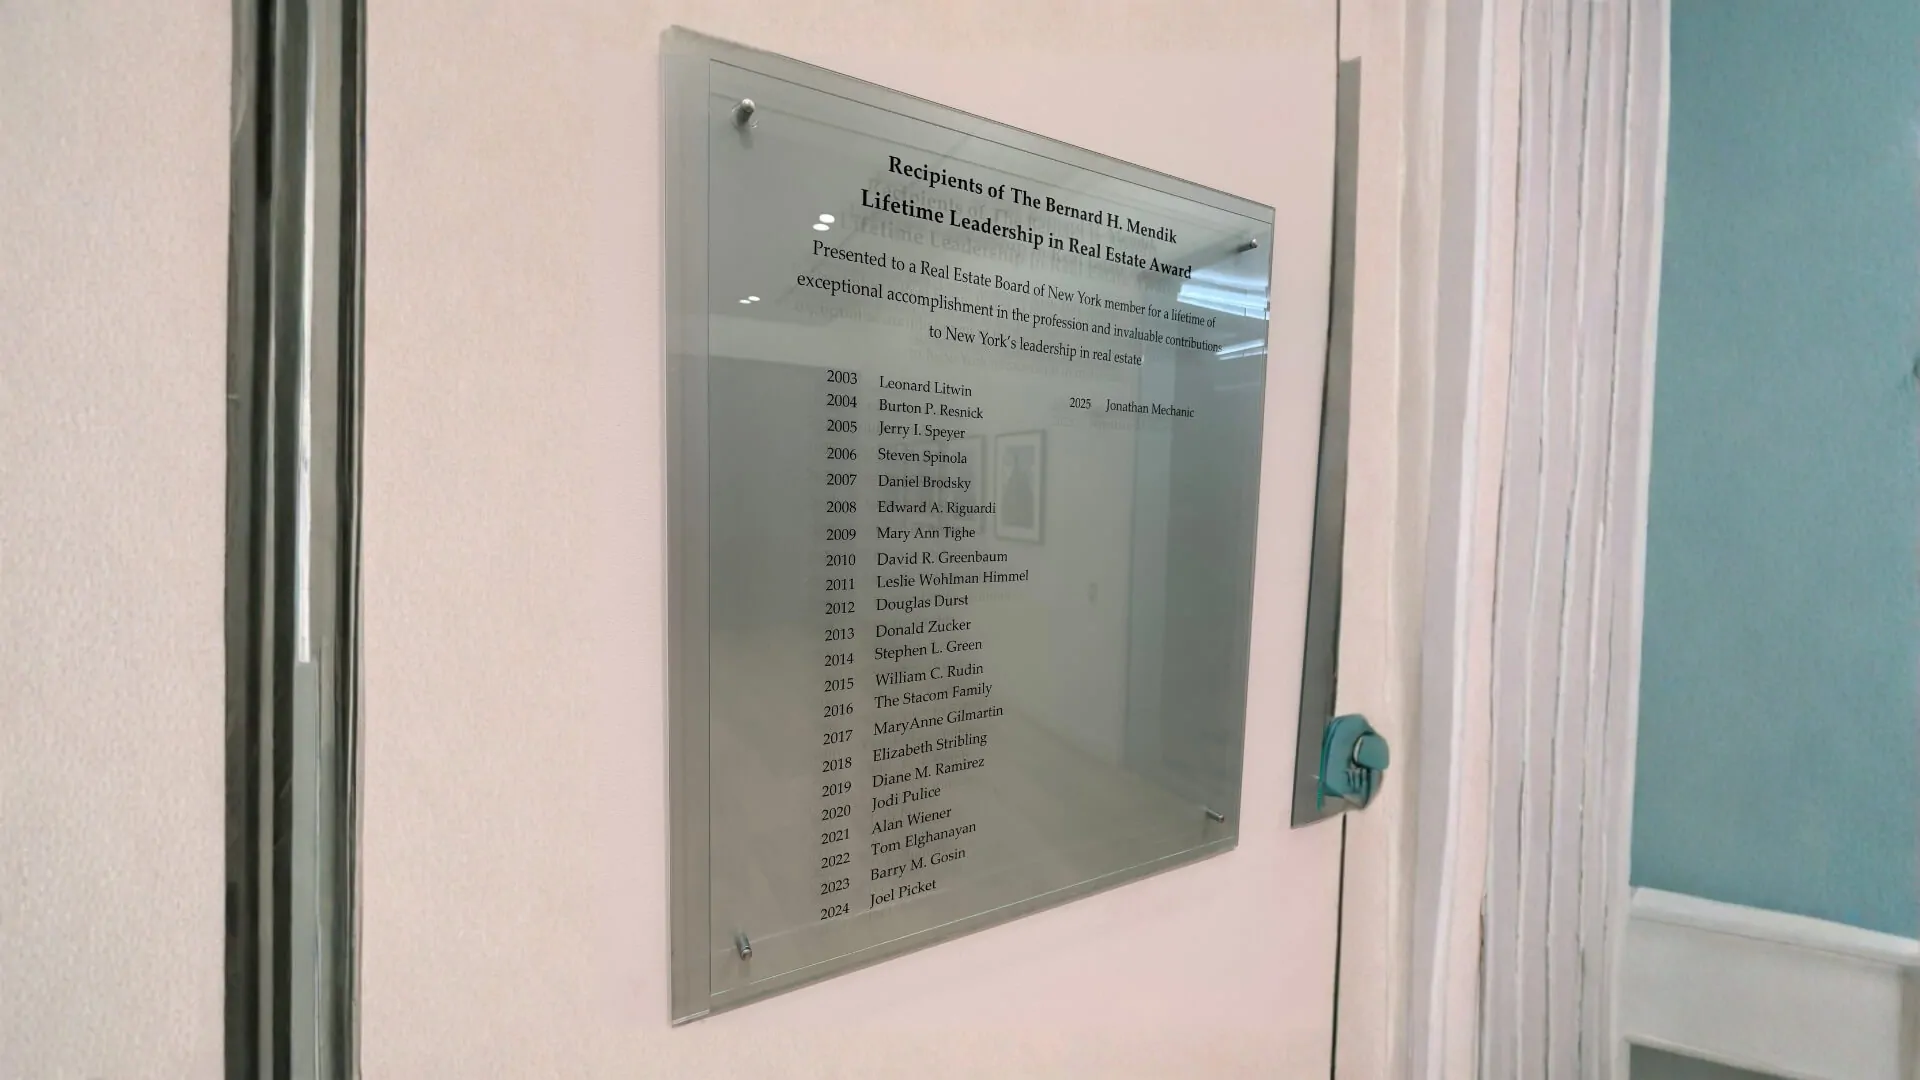 Recipients of The Bernard H. Mendik
Lifetime Leadership in Real Estate Award
Presented to a Real Estate Board of New York member for a lifetime of
exceptional accomplishment in the profession and invaluable contributions
to New York's leadership in real estate
2003 Leonard Litwin
2004 Burton P. Resnick
2005 Jerry I. Speyer
2006 Steven Spinola
2007 Daniel Brodsky
2008 Edward A. Riguardi
2009 Mary Ann Tighe
2010 David R. Greenbaum
2011 Leslie Wohlman Himmel
2012 Douglas Durst
2013 Donald Zucker
2014 Stephen L. Green
2015 William C. Rudin
2016 The Stacom Family
2017 MaryAnne Gilmartin
2018 Elizabeth Stribling
2019 Diane M. Ramirez
2020 Jodi Pulice
2021 Alan Wiener
2022 Tom Elghanayan
2023 Barry M. Gosin
2024 Joel Picket
2025 Jonathan Mechanic